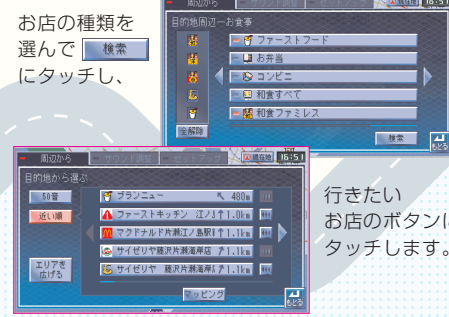 お店の種類を
選んで 検索
にタッチし、
周辺から
16:51
目的地周辺−お食事
ファーストフード
お弁当
コンビニ
和食すべて
和食ファミレス
全解除
検索
もどる
周辺から
サウンド調整
現在地 16:51
目的地から選ぶ
50音
近い順
エリアを
広げる
ブランニュー 480m
ファーストキッチン 江ノ島 1.0km
マクドナルド片瀬江ノ島駅 1.1km
サイゼリヤ藤沢片瀬海岸店 1.1km
サイゼリヤ 藤沢片瀬海岸 1.1km
マッピング
もどる
行きたい
お店のボタンに
タッチします。